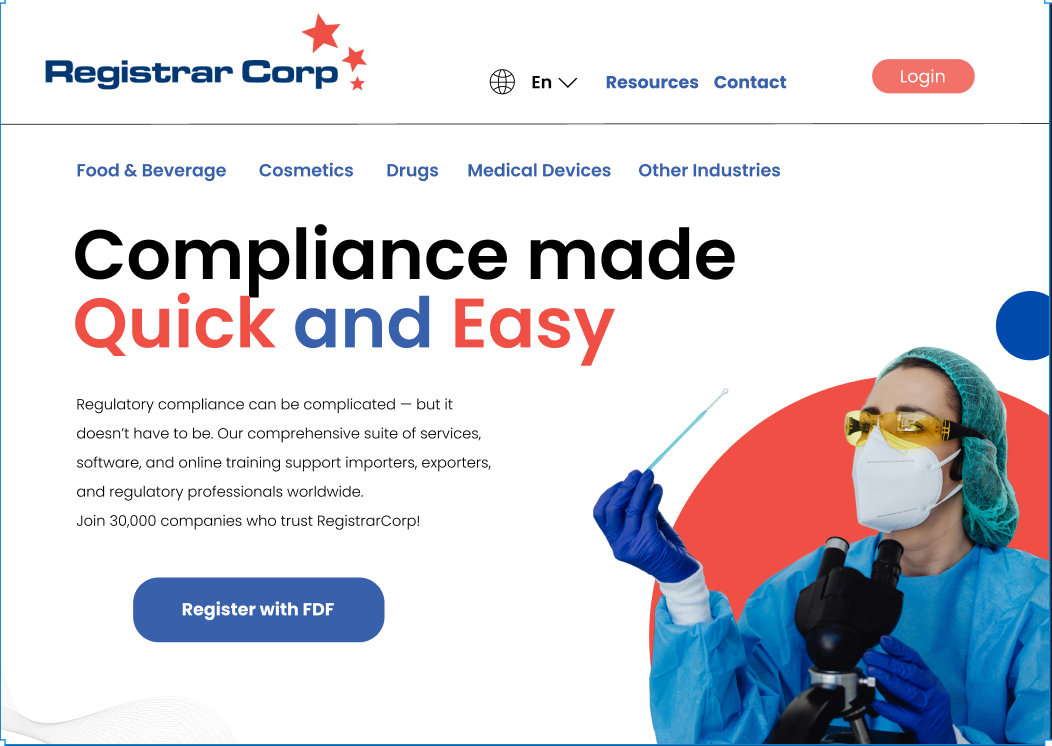 Registrar Corp
En
Resources
Contact
Login
Food & Beverage
Cosmetics
Drugs
Medical Devices
Other Industries
Compliance made
Quick and Easy
Regulatory compliance can be complicated — but it
doesn’t have to be. Our comprehensive suite of services,
software, and online training support importers, exporters,
and regulatory professionals worldwide.
Join 30,000 companies who trust RegistrarCorp!
Register with FDF